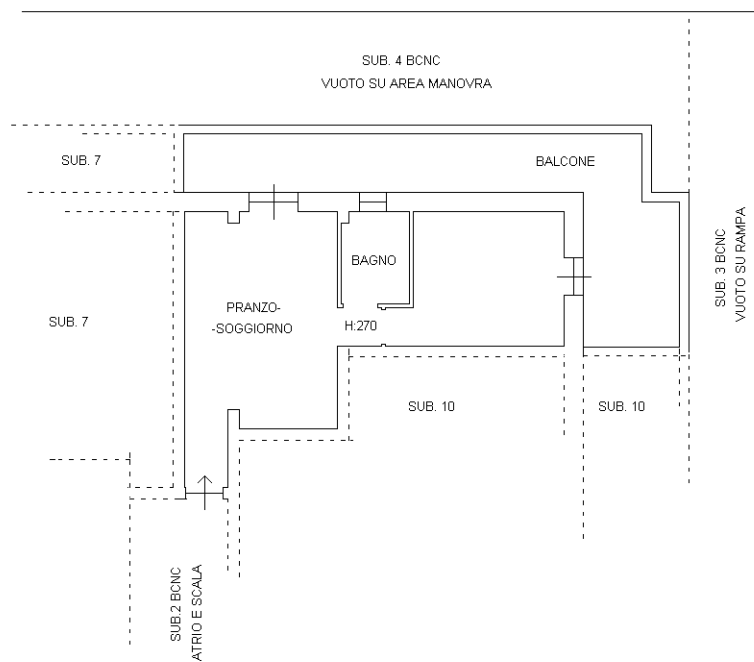 SUB. 4 BCNC
VUOTO SU AREA MANOVRA
SUB. 7
BALCONE
BAGNO
SUB. 3 BCNC
VUOTO SU RAMPA
PRANZO-
-SOGGIORNO
H:270
SUB. 7
SUB. 10
SUB. 10
SUB.2 BCNC
ATRIO E SCALA